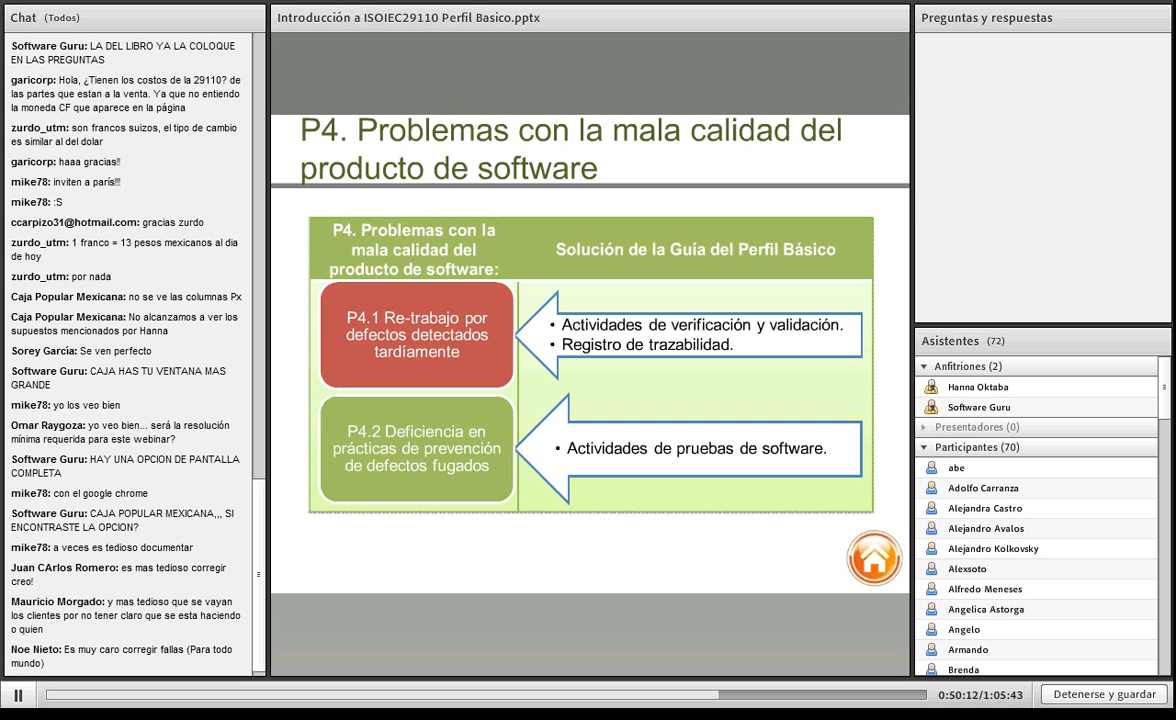 Chat (Todos)
Software Guru: LA DEL LIBRO YA LA COLOQUE
EN LAS PREGUNTAS
garicorp: Hola, ¿Tienen los costos de la 29110? de
las partes que estan a la venta. Ya que no entiendo
la moneda CF que aparece en la página
zurdo_utm: son francos suizos, el tipo de cambio
es similar al del dolar
garicorp: haaa gracias!!
mike78: inviten a parís!!!
mike78: :S
ccarpizo31@hotmail.com: gracias zurdo
zurdo_utm: 1 franco = 13 pesos mexicanos al dia
de hoy
zurdo_utm: por nada
Caja Popular Mexicana: no se ve las columnas Px
Caja Popular Mexicana: No alcanzamos a ver los
supuestos mencionados por Hanna
Sorey García: Se ven perfecto
Software Guru: CAJA HAS TU VENTANA MAS
GRANDE
mike78: yo los veo bien
Omar Raygoza: yo veo bien... será la resolución
mínima requerida para este webinar?
Software Guru: HAY UNA OPCION DE PANTALLA
COMPLETA
mike78: con el google chrome
Software Guru: CAJA POPULAR MEXICANA,,, SI
ENCONTRASTE LA OPCION?
mike78: a veces es tedioso documentar
Juan CArlos Romero: es mas tedioso corregir
creo!
Mauricio Morgado: y mas tedioso que se vayan
los clientes por no tener claro que se esta haciendo
o quien
Noe Nieto: Es muy caro corregir fallas (Para todo
mundo)
Introducción a ISOIEC29110 Perfil Basico.pptx
P4. Problemas con la mala calidad del
producto de software
P4. Problemas con la
mala calidad del
producto de software:
Solución de la Guía del Perfil Básico
P4.1 Re-trabajo por
defectos detectados
tardíamente
• Actividades de verificación y validación.
• Registro de trazabilidad.
P4.2 Deficiencia en
prácticas de prevención
de defectos fugados
• Actividades de pruebas de software.
Preguntas y respuestas
Asistentes (72)
Anfitriones (2)
Hanna Oktaba
Software Guru
Presentadores (0)
Participantes (70)
abe
Adolfo Carranza
Alejandra Castro
Alejandro Avalos
Alejandro Kolkovsky
Alexsoto
Alfredo Meneses
Angelica Astorga
Angelo
Armando
Brenda
0:50:12/1:05:43
Detenerse y guardar